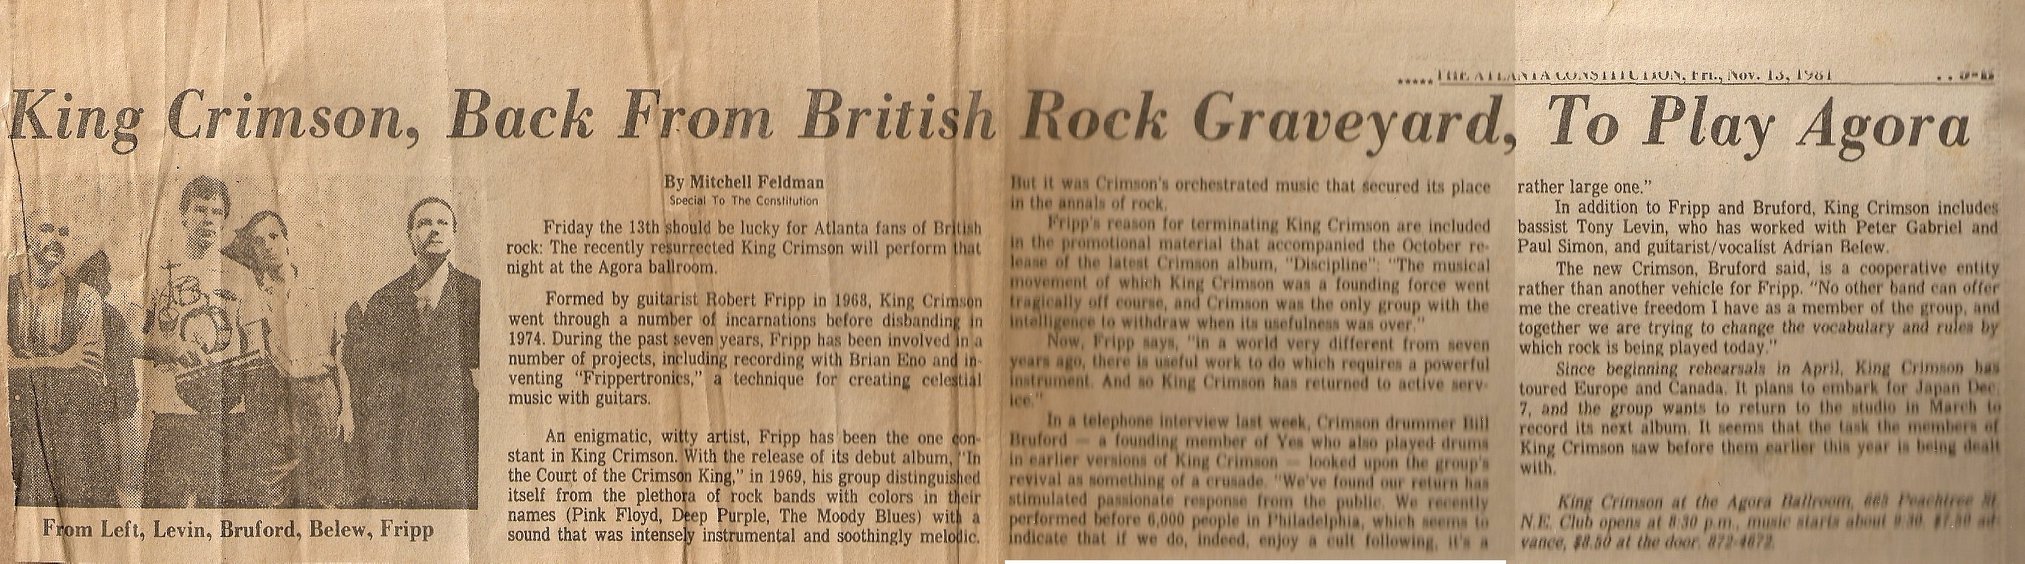 THE ATLANTA CONSTITUTION, Fri., Nov. 13, 1981
King Crimson, Back From British Rock Graveyard, To Play Agora
From Left, Levin, Bruford, Belew, Fripp
By Mitchell Feldman
Special To The Constitution
Friday the 13th should be lucky for Atlanta fans of British
rock: The recently resurrected King Crimson will perform that
night at the Agora ballroom.
Formed by guitarist Robert Fripp in 1968, King Crimson
went through a number of incarnations before disbanding in
1974. During the past seven years, Fripp has been involved in a
number of projects, including recording with Brian Eno and in-
venting "Frippertronics," a technique for creating celestial
music with guitars.
An enigmatic, witty artist, Fripp has been the one con-
stant in King Crimson. With the release of its debut album, "In
the Court of the Crimson King," in 1969, his group distinguished
itself from the plethora of rock bands with colors in their
names (Pink Floyd, Deep Purple, The Moody Blues) with a
sound that was intensely instrumental and soothingly melodic.
But it was Crimson's orchestrated music that secured its place
in the annals of rock.
Fripp's reason for terminating King Crimson are included
in the promotional material that accompanied the October re-
lease of the latest Crimson album, "Discipline": "The musical
movement of which King Crimson was a founding force went
tragically off course, and Crimson was the only group with the
intelligence to withdraw when its usefulness was over."
Now, Fripp says, "in a world very different from seven
years ago, there is useful work to do which requires a powerful
instrument. And so King Crimson has returned to active serv-
ice."
In a telephone interview last week, Crimson drummer Bill
Bruford — a founding member of Yes who also played drums
in earlier versions of King Crimson — looked upon the group's
revival as something of a crusade. "We've found our return has
stimulated passionate response from the public. We recently
performed before 6,000 people in Philadelphia, which seems to
indicate that if we do, indeed, enjoy a cult following, it's a
rather large one."
In addition to Fripp and Bruford, King Crimson includes
bassist Tony Levin, who has worked with Peter Gabriel and
Paul Simon, and guitarist/vocalist Adrian Belew.
The new Crimson, Bruford said, is a cooperative entity
rather than another vehicle for Fripp. "No other band can offer
me the creative freedom I have as a member of the group, and
together we are trying to change the vocabulary and rules by
which rock is being played today."
Since beginning rehearsals in April, King Crimson has
toured Europe and Canada. It plans to embark for Japan Dec.
7, and the group wants to return to the studio in March to
record its next album. It seems that the task the members of
King Crimson saw before them earlier this year is being dealt
with.
King Crimson at the Agora Ballroom, Peachtree St.
N.E. Club opens at 8:30 p.m., music starts about 9:30. $7.50 ad-
vance, $8.50 at the door. 872-4672.